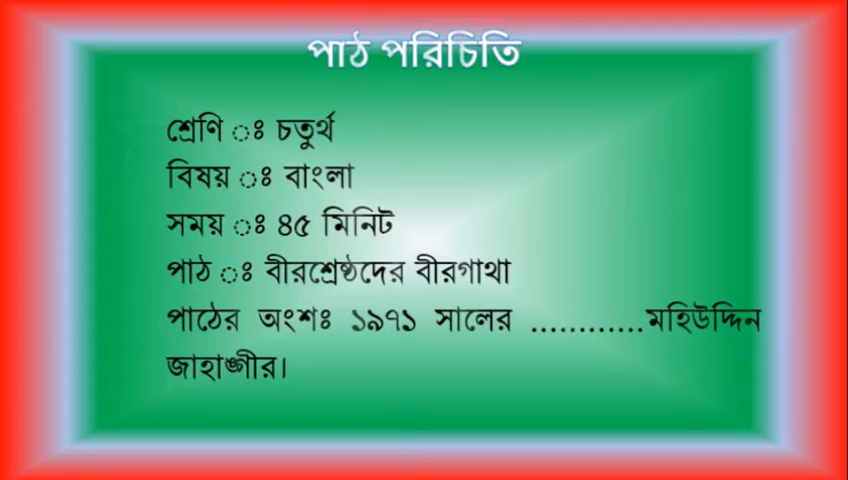 পাঠ পরিচিতি
শ্রেণি ঃ চতুর্থ
বিষয় ঃ বাংলা
সময় ঃ ৪৫ মিনিট
পাঠ ঃ বীরশ্রেষ্ঠদের বীরগাথা
পাঠের অংশঃ ১৯৭১ সালের ............মহিউদ্দিন
জাহাঙ্গীর।